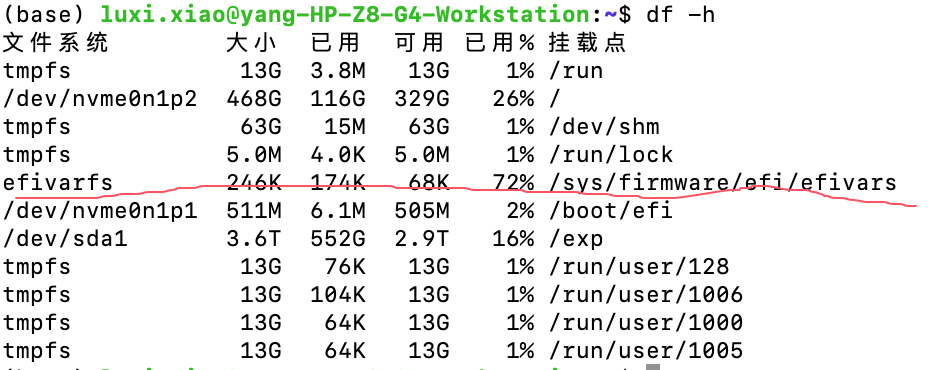 (base) luxi.xiao@yang-HP-Z8-G4-Workstation:~$ df -h
文件系统 大小 已用 可用 已用% 挂载点
tmpfs 13G 3.8M 13G 1% /run
/dev/nvme0n1p2 468G 116G 329G 26% /
tmpfs 63G 15M 63G 1% /dev/shm
tmpfs 5.0M 4.0K 5.0M 1% /run/lock
efivarfs 246K 174K 68K 72% /sys/firmware/efi/efivars
/dev/nvme0n1p1 511M 6.1M 505M 2% /boot/efi
/dev/sda1 3.6T 552G 2.9T 16% /exp
tmpfs 13G 76K 13G 1% /run/user/128
tmpfs 13G 104K 13G 1% /run/user/1006
tmpfs 13G 64K 13G 1% /run/user/1000
tmpfs 13G 64K 13G 1% /run/user/1005